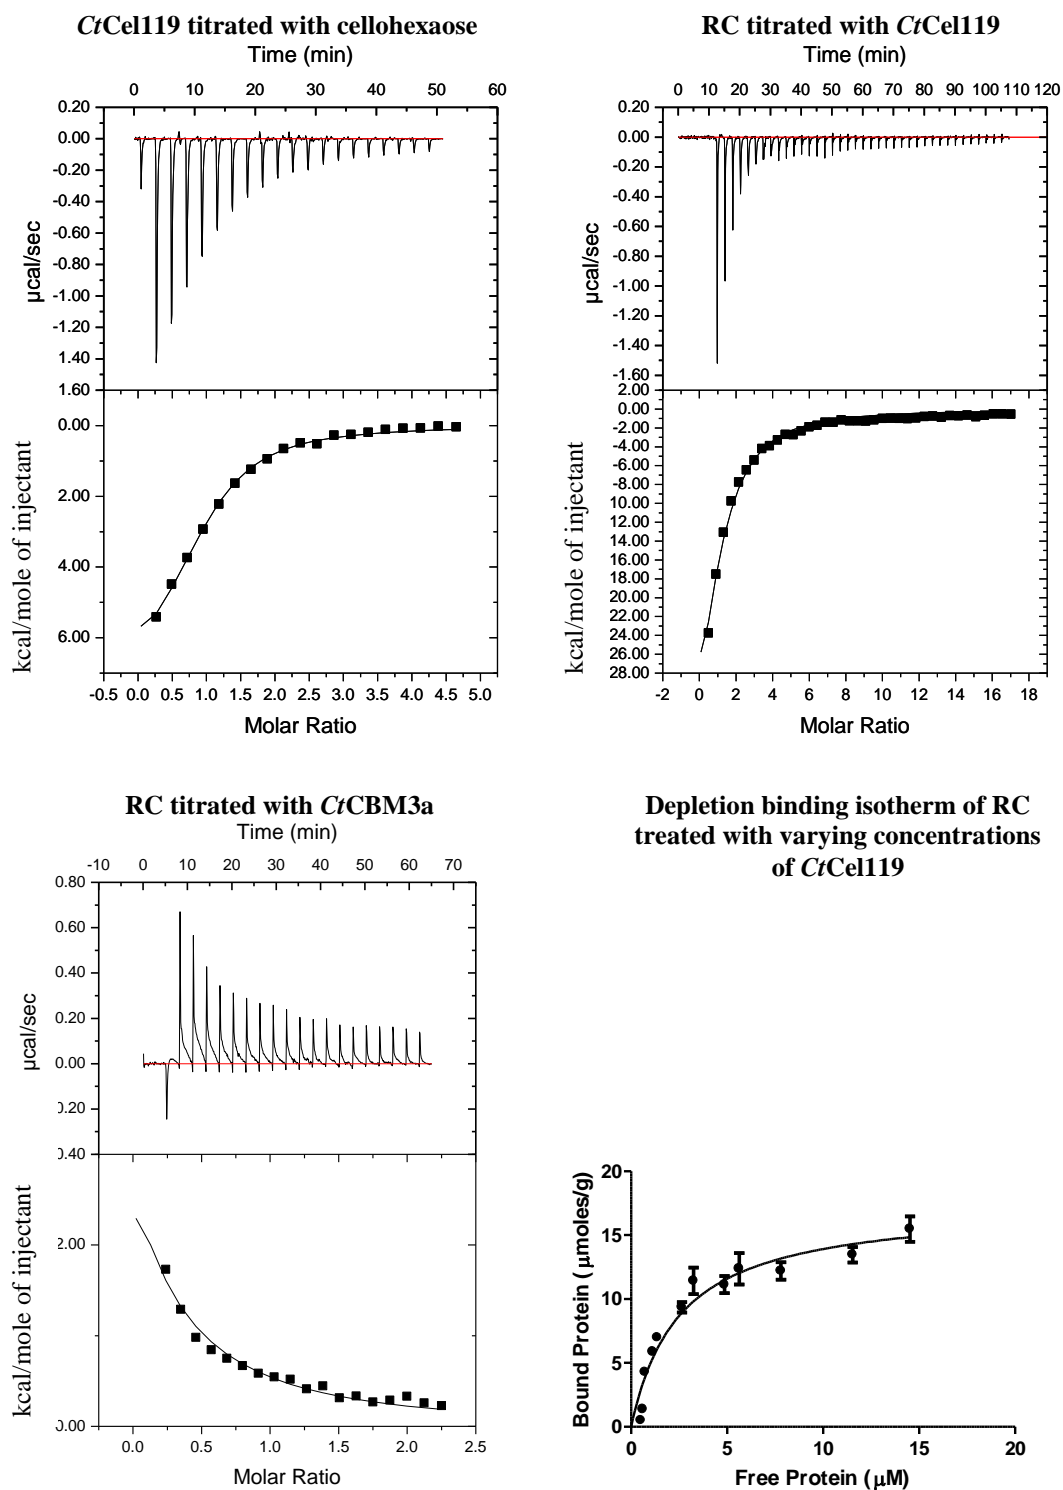 CtCel119 titrated with cellohexaose
Time (min)
0 10 20 30 40 50 60
0.20
0.00
-0.20
-0.40
-0.60
-0.80
-1.00
-1.20
1.40
1.60
µcal/sec
0.00
2.00
4.00
6.00
kcal/mole of injectant
-0.5 0.0 0.5 1.0 1.5 2.0 2.5 3.0 3.5 4.0 4.5 5.0
Molar Ratio
RC titrated with CtCel119
Time (min)
0 10 20 30 40 50 60 70 80 90 100 110 120
0.20
0.00
-0.20
-0.40
-0.60
-0.80
-1.00
-1.20
-1.40
-1.60
µcal/sec
2.00
0.00
-2.00
-4.00
-6.00
-8.00
10.00
12.00
14.00
16.00
18.00
20.00
22.00
24.00
26.00
28.00
kcal/mole of injectant
-2 0 2 4 6 8 10 12 14 16 18
Molar Ratio
RC titrated with CtCBM3a
Time (min)
-10 0 10 20 30 40 50 60 70
0.80
0.60
0.40
0.20
0.00
0.20
0.40
µcal/sec
2.00
0.00
kcal/mole of injectant
0.0 0.5 1.0 1.5 2.0 2.5
Molar Ratio
Depletion binding isotherm of RC
treated with varying concentrations
of CtCel119
20
15
10
5
0
Bound Protein (µmoles/g)
0 5 10 15 20
Free Protein (µM)